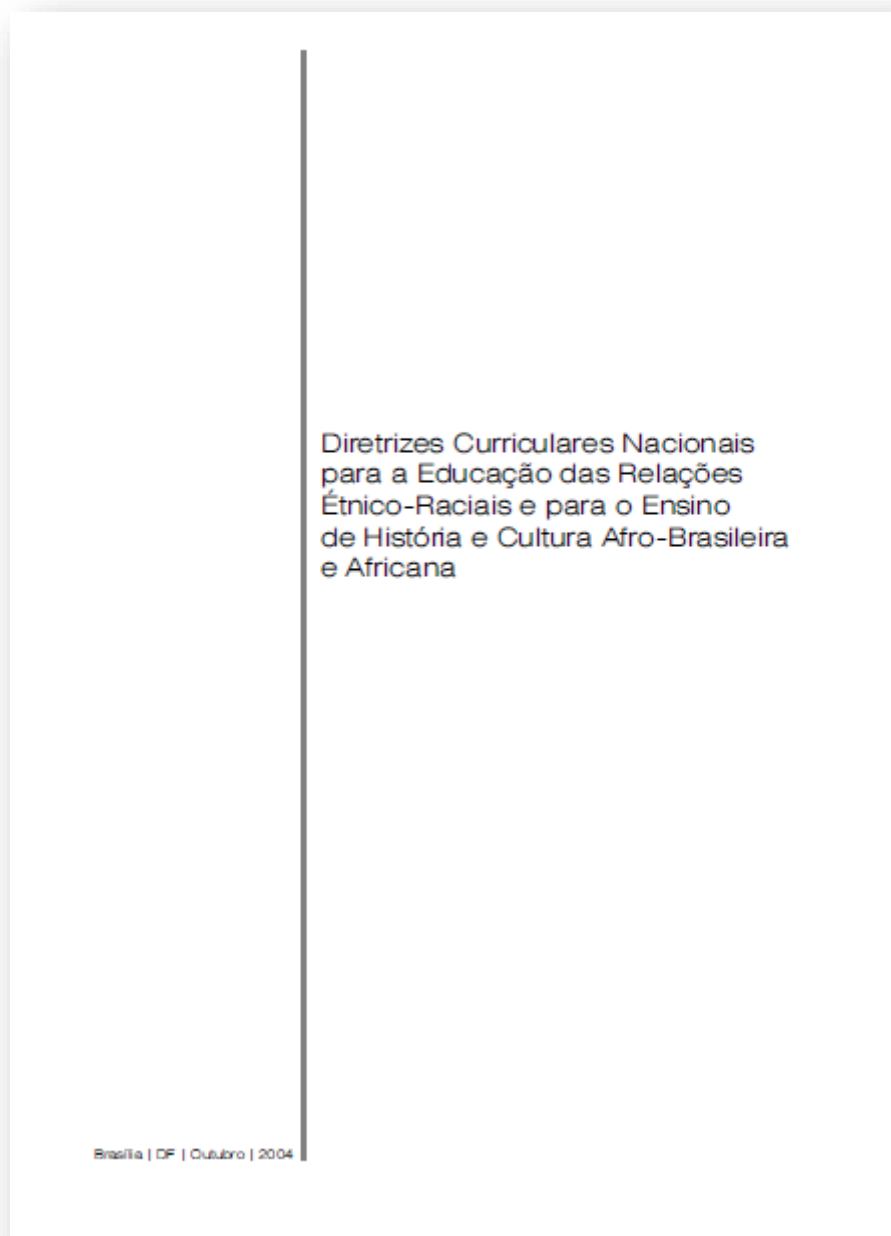 Diretrizes Curriculares Nacionais
para a Educação das Relações
Étnico-Raciais e para o Ensino
de História e Cultura Afro-Brasileira
e Africana
Brasília | DF | Outubro | 2004